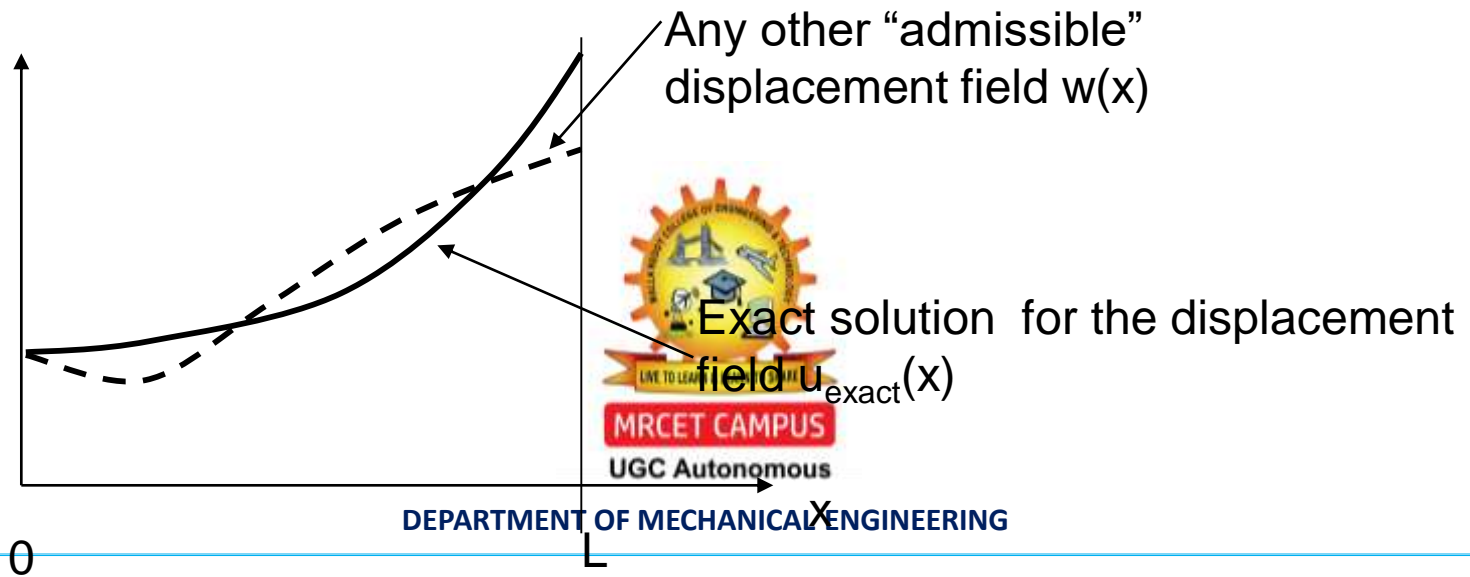 Any other “admissible”
displacement field w(x)
Exact solution for the displacement
field u_exact(x)
MRCET CAMPUS
UGC Autonomous
x
DEPARTMENT OF MECHANICAL ENGINEERING
0
L